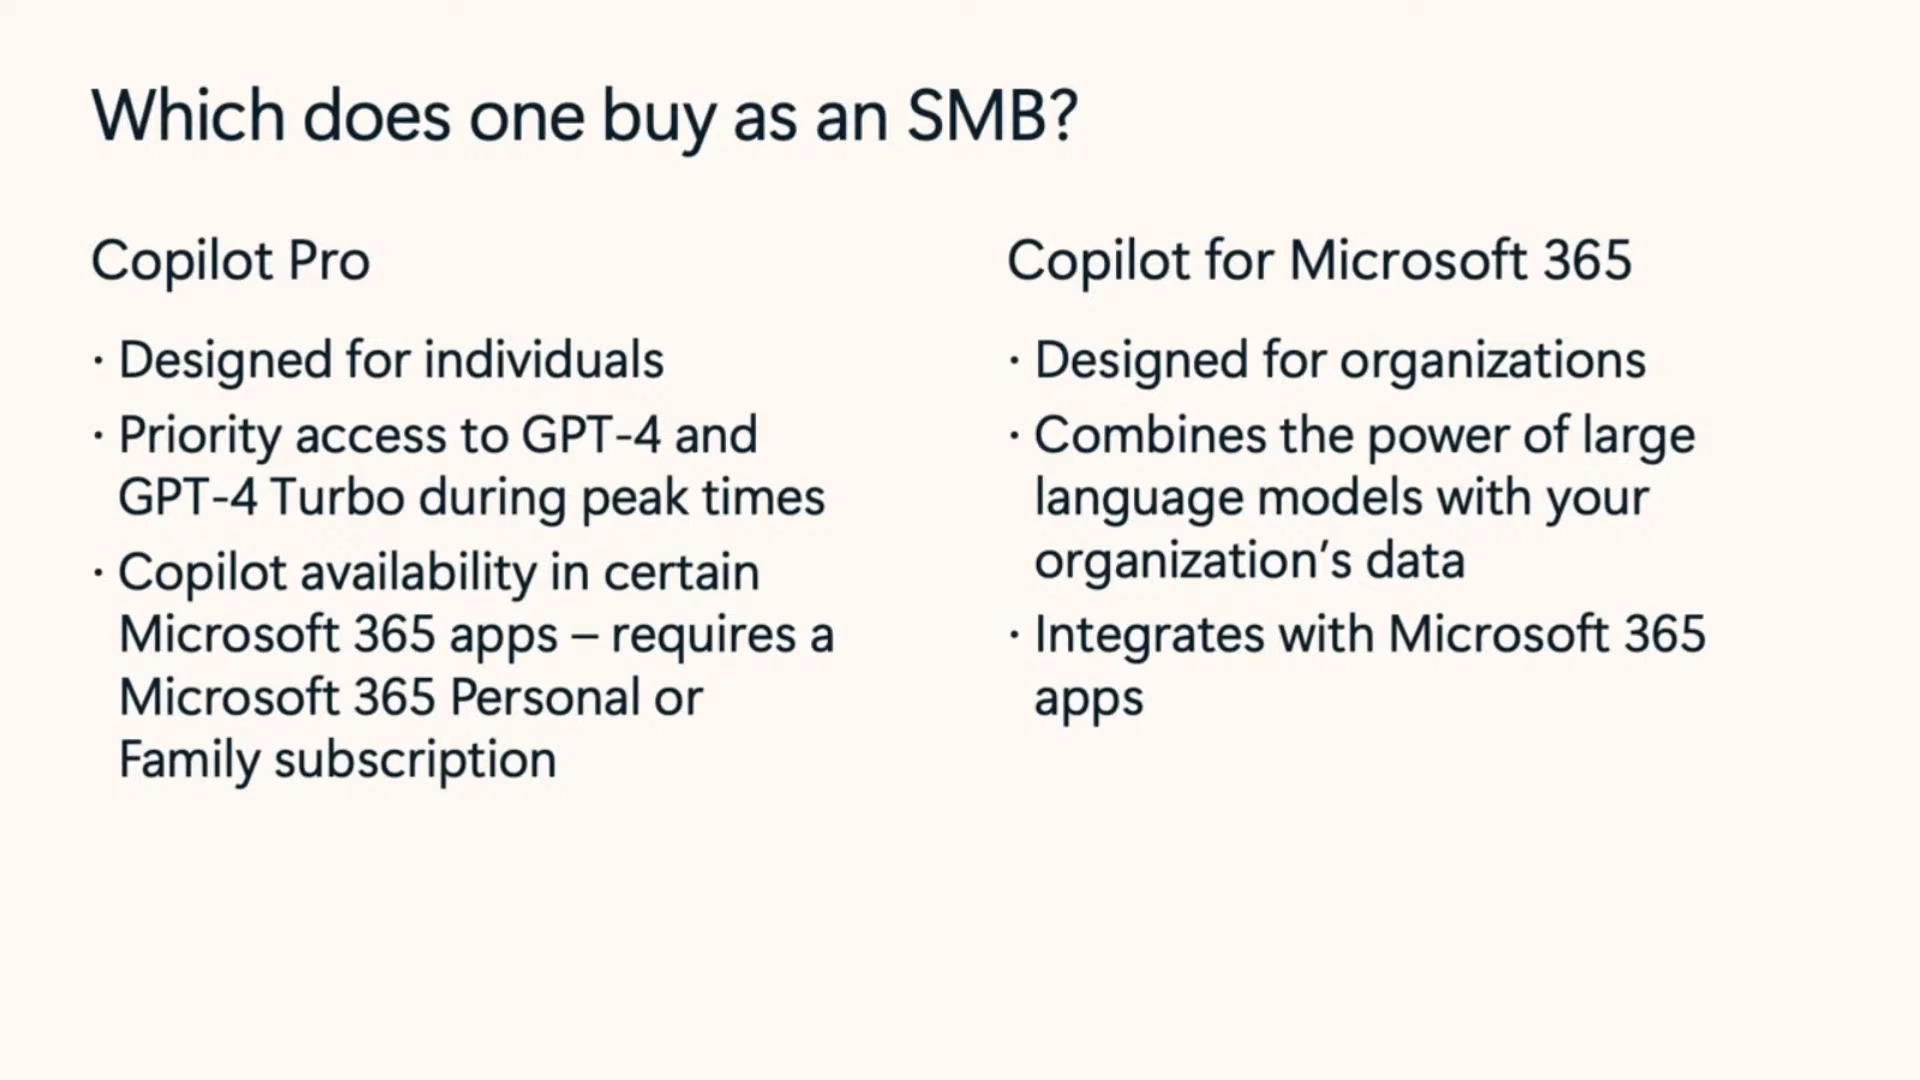 Which does one buy as an SMB?
Copilot Pro
· Designed for individuals
· Priority access to GPT-4 and
GPT-4 Turbo during peak times
· Copilot availability in certain
Microsoft 365 apps – requires a
Microsoft 365 Personal or
Family subscription
Copilot for Microsoft 365
· Designed for organizations
· Combines the power of large
language models with your
organization’s data
· Integrates with Microsoft 365
apps